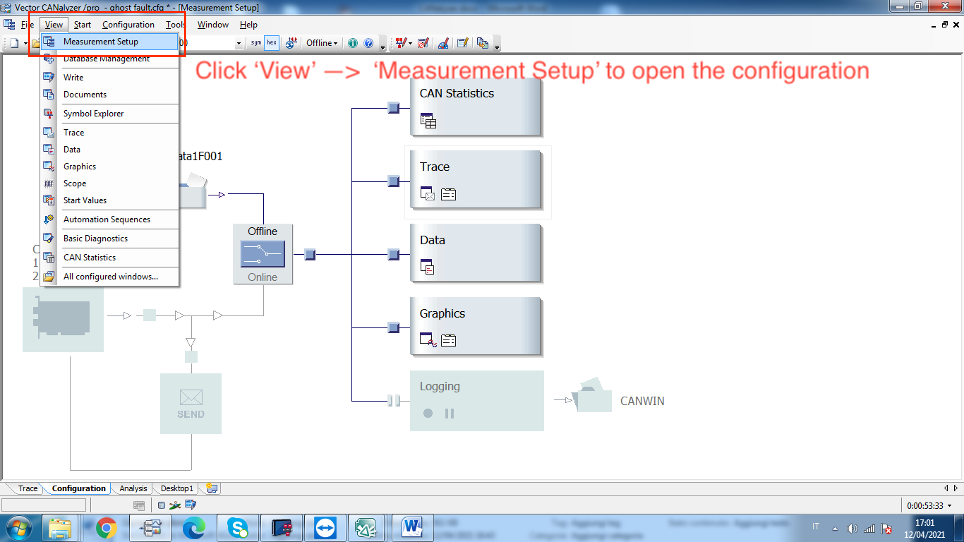 Vector CANalyzer /pro - ghost fault.cfg * - [Measurement Setup]
File View Start Configuration Tools Window Help
Measurement Setup
sym hex Offline
Database Management
Click ‘View’ —> ‘Measurement Setup’ to open the configuration
Write
Documents
Symbol Explorer
Trace
Data
Graphics
Scope
Start Values
Automation Sequences
Basic Diagnostics
CAN Statistics
All configured windows...
ata1F001
C
1
2
Offline
Online
SEND
CAN Statistics
Trace
Data
Graphics
Logging
CANWIN
Trace Configuration Analysis Desktop1
0:00:53:33
IT
17:01
12/04/2021